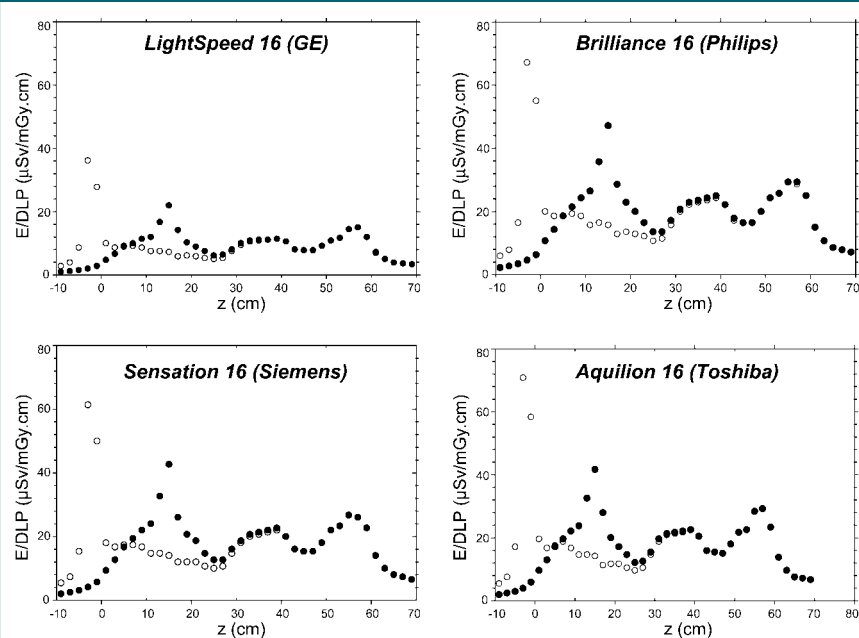 LightSpeed 16 (GE)
E/DLP (µSv/mGy.cm)
80
60
40
20
0
-10 0 10 20 30 40 50 60 70
z (cm)
Brilliance 16 (Philips)
E/DLP (µSv/mGy.cm)
80
60
40
20
0
-10 0 10 20 30 40 50 60 70
z (cm)
Sensation 16 (Siemens)
E/DLP (µSv/mGy.cm)
80
60
40
20
0
-10 0 10 20 30 40 50 60 70
z (cm)
Aquilion 16 (Toshiba)
E/DLP (µSv/mGy.cm)
80
60
40
20
0
-10 0 10 20 30 40 50 60 70 80
z (cm)